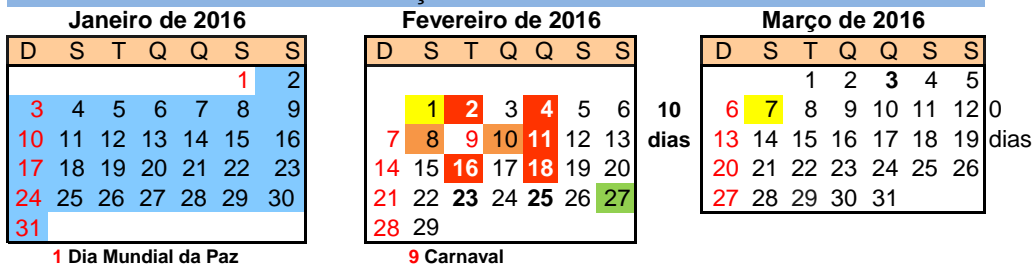 Janeiro de 2016 Fevereiro de 2016 Março de 2016
D S T Q Q S S D S T Q Q S S D S T Q Q S S
1 2 1 2 3 4 5
3 4 5 6 7 8 9 1 2 3 4 5 6 10 6 7 8 9 10 11 12 0
10 11 12 13 14 15 16 7 8 9 10 11 12 13 dias 13 14 15 16 17 18 19 dias
17 18 19 20 21 22 23 14 15 16 17 18 19 20 20 21 22 23 24 25 26
24 25 26 27 28 29 30 21 22 23 24 25 26 27 27 28 29 30 31
31 28 29
1 Dia Mundial da Paz 9 Carnaval